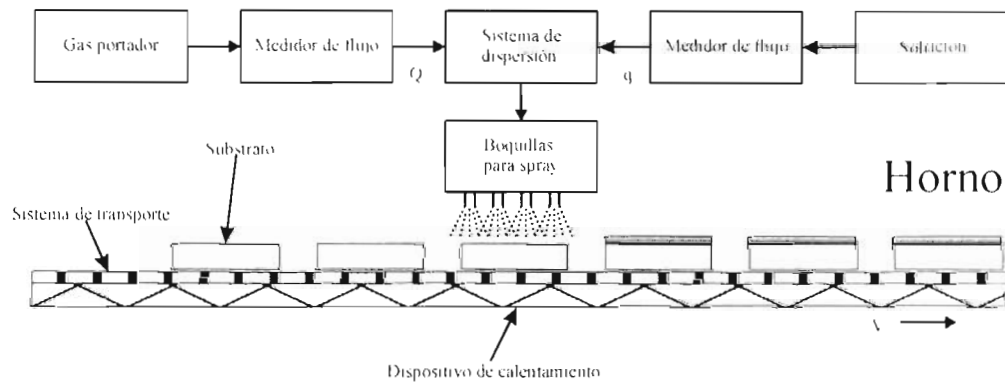 Gas portador
Medidor de flujo
Sistema de
dispersión
Medidor de flujo
Solución
Q
q
Boquillas
para spray
Substrato
Horno
Sistema de transporte
v
Dispositivo de calentamiento